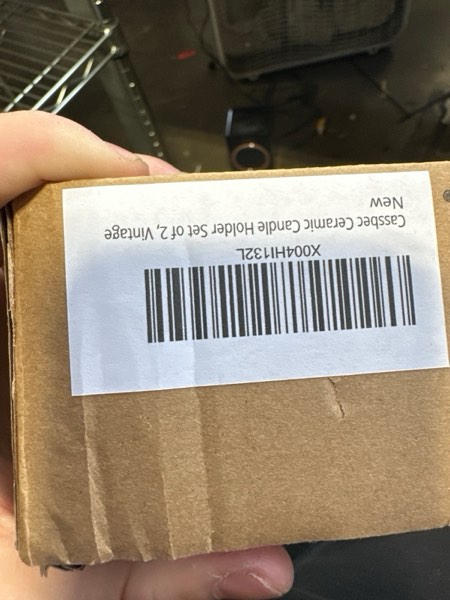 X004HI132L
Cassbec Ceramic Candle Holder Set of 2, Vintage
New